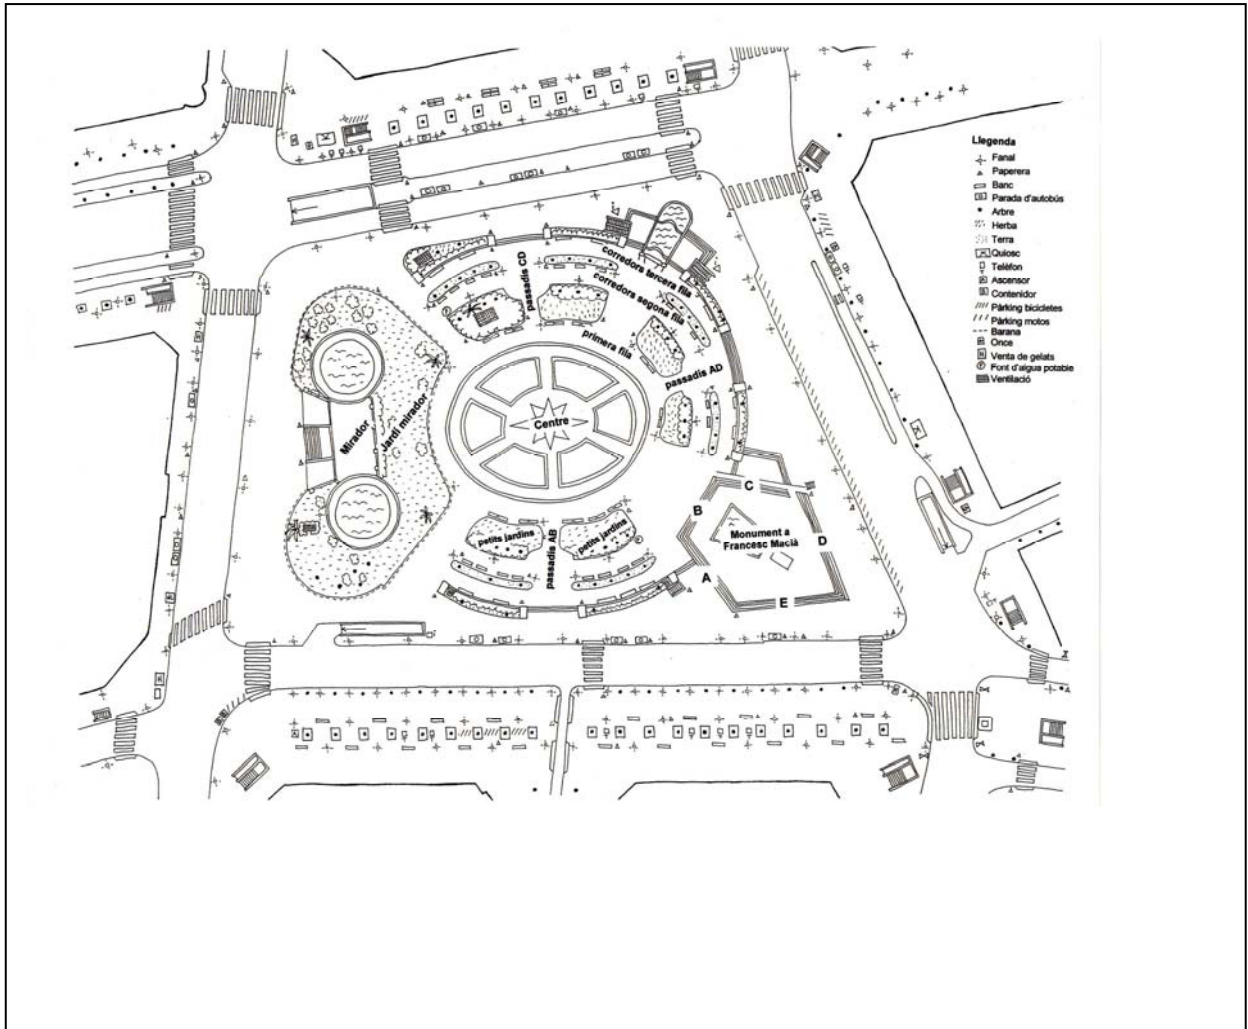 Llegenda
Fanal
Paperera
Banc
Parada d'autobús
Arbre
Herba
Terra
Quiosc
Telèfon
Ascensor
Contenidor
Pàrking bicicletes
Pàrking motos
Barana
Once
Venta de gelats
Font d'aigua potable
Ventilació
passadís CD
corredors tercera fila
corredors segona fila
primera fila
passadís AD
Mirador
Jardí mirador
Centre
petits jardins
passadís AB
petits jardins
C
B
Monument a
Francesc Macià
D
A
E